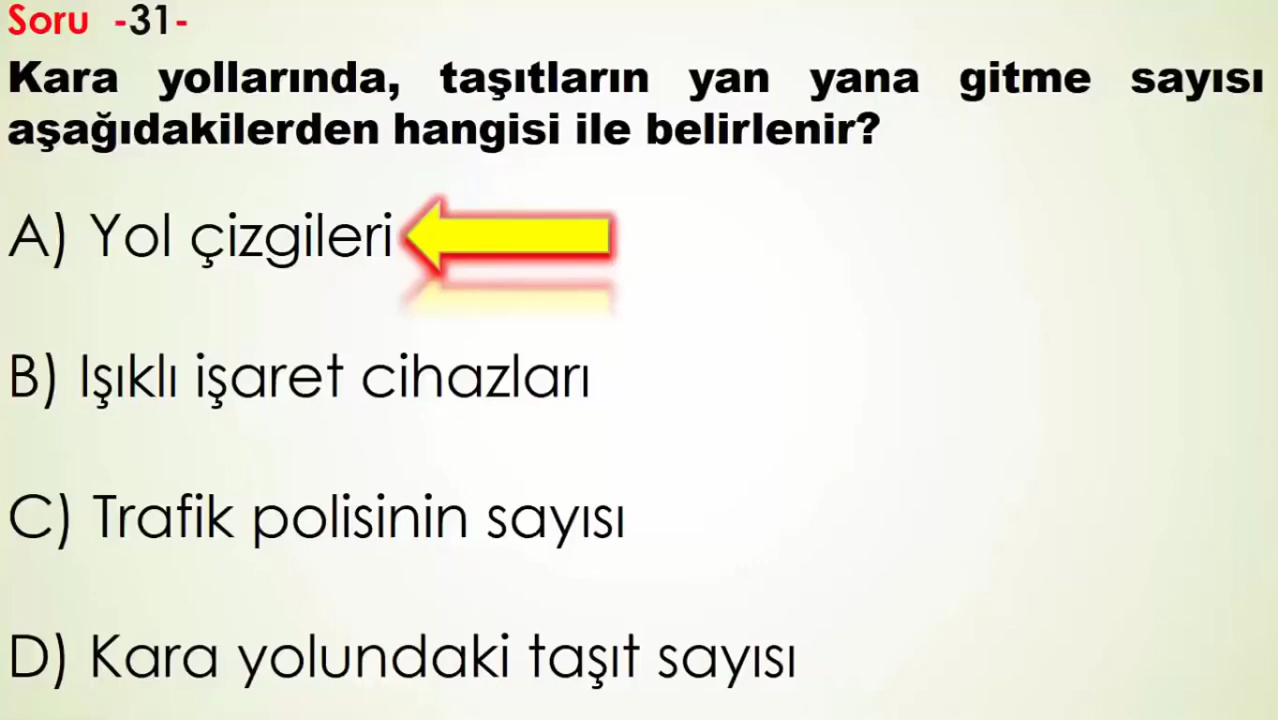 Soru -31-
Kara yollarında, taşıtların yan yana gitme sayısı
aşağıdakilerden hangisi ile belirlenir?
A) Yol çizgileri
B) Işıklı işaret cihazları
C) Trafik polisinin sayısı
D) Kara yolundaki taşıt sayısı